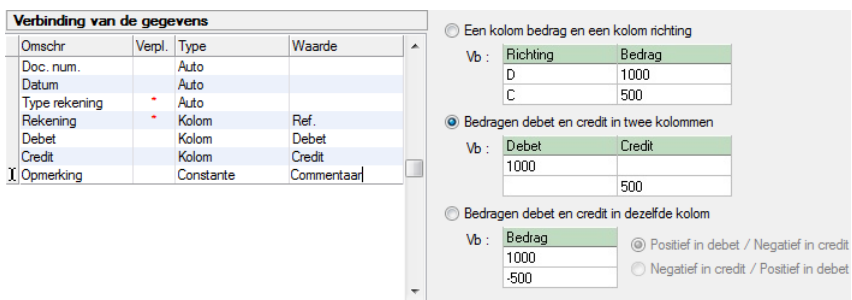 Verbinding van de gegevens
Omschr Verpl. Type Waarde
Doc. num. Auto
Datum Auto
Type rekening * Auto
Rekening * Kolom Ref.
Debet Kolom Debet
Credit Kolom Credit
Opmerking Constante Commentaar
Een kolom bedrag en een kolom richting
Vb : Richting Bedrag
D 1000
C 500
Bedragen debet en credit in twee kolommen
Vb : Debet Credit
1000
500
Bedragen debet en credit in dezelfde kolom
Vb : Bedrag
1000
-500
Positief in debet / Negatief in credit
Negatief in credit / Positief in debet